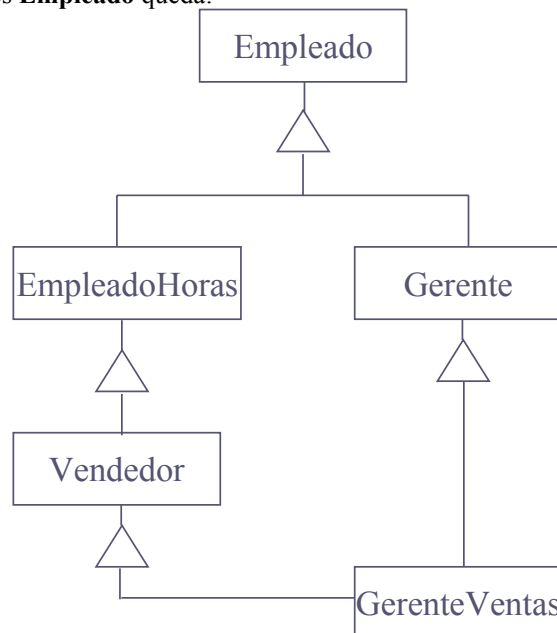 s Empleado queda:
Empleado
EmpleadoHoras
Gerente
Vendedor
GerenteVentas